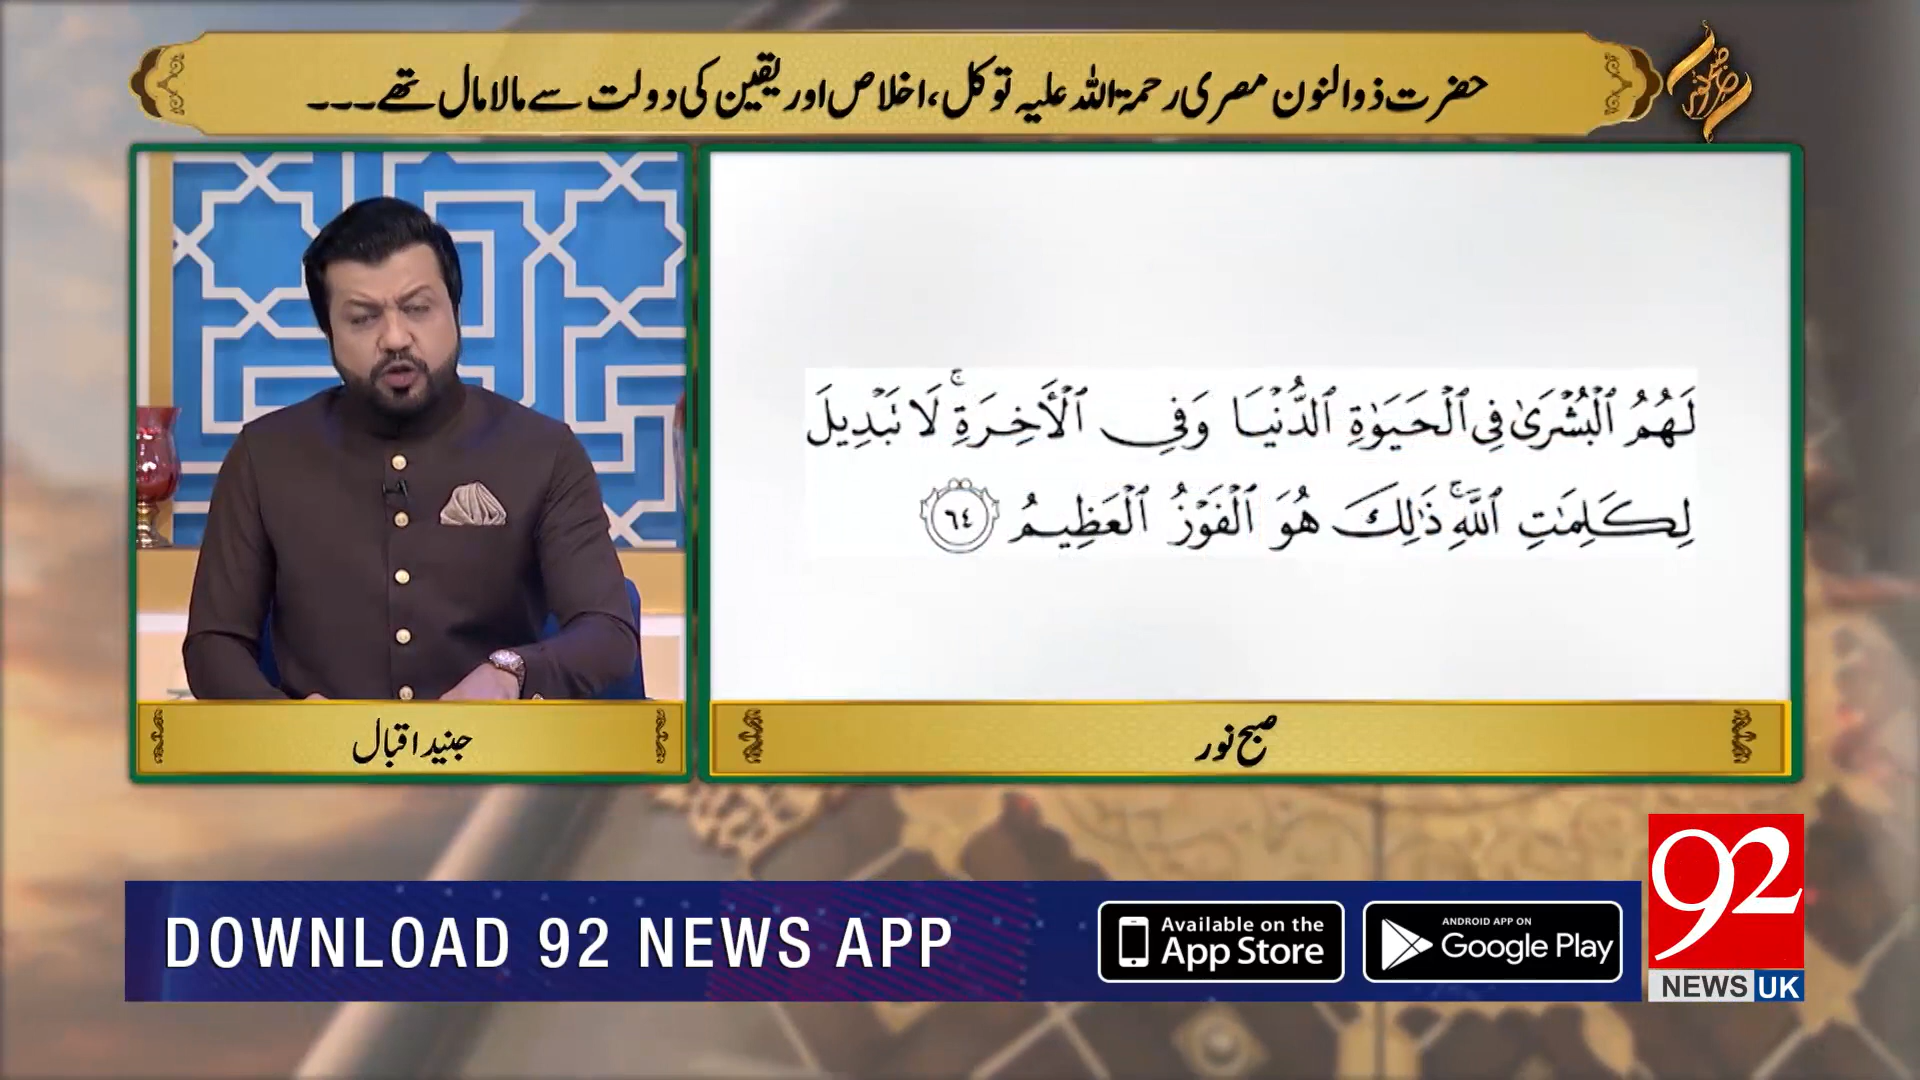 حضرت ذوالنون مصری رحمۃ اللہ علیہ توکل، اخلاص اور یقین کی دولت سے مالا مال تھے۔۔۔
صبح نور
لَهُمُ ٱلْبُشْرَىٰ فِى ٱلْحَيَوٰةِ ٱلدُّنْيَا وَفِى ٱلْأَخِرَةِ ۚ لَا تَبْدِيلَ
لِكَلِمَٰتِ ٱللَّهِ ۚ ذَٰلِكَ هُوَ ٱلْفَوْزُ ٱلْعَظِيمُ ٦٤
جنید اقبال
صبح نور
DOWNLOAD 92 NEWS APP
Available on the
App Store
ANDROID APP ON
Google Play
92
NEWS UK